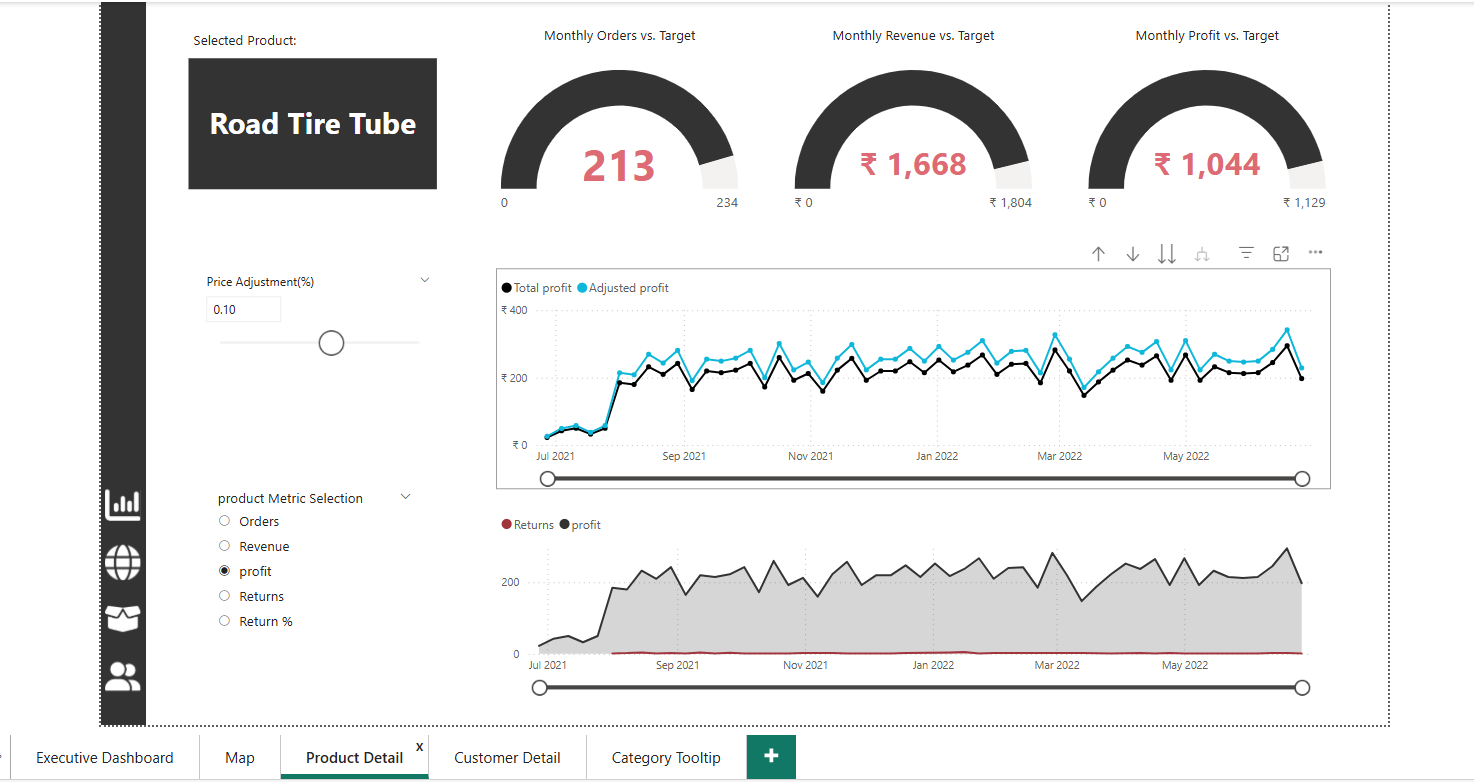 Selected Product:
Road Tire Tube
Monthly Orders vs. Target
213
0
234
Monthly Revenue vs. Target
₹ 1,668
₹ 0
₹ 1,804
Monthly Profit vs. Target
₹ 1,044
₹ 0
₹ 1,129
Price Adjustment(%)
0.10
Total profit Adjusted profit
₹ 400
₹ 200
₹ 0
Jul 2021 Sep 2021 Nov 2021 Jan 2022 Mar 2022 May 2022
product Metric Selection
Orders
Revenue
profit
Returns
Return %
Returns profit
200
0
Jul 2021 Sep 2021 Nov 2021 Jan 2022 Mar 2022 May 2022
Executive Dashboard Map Product Detail x Customer Detail Category Tooltip +